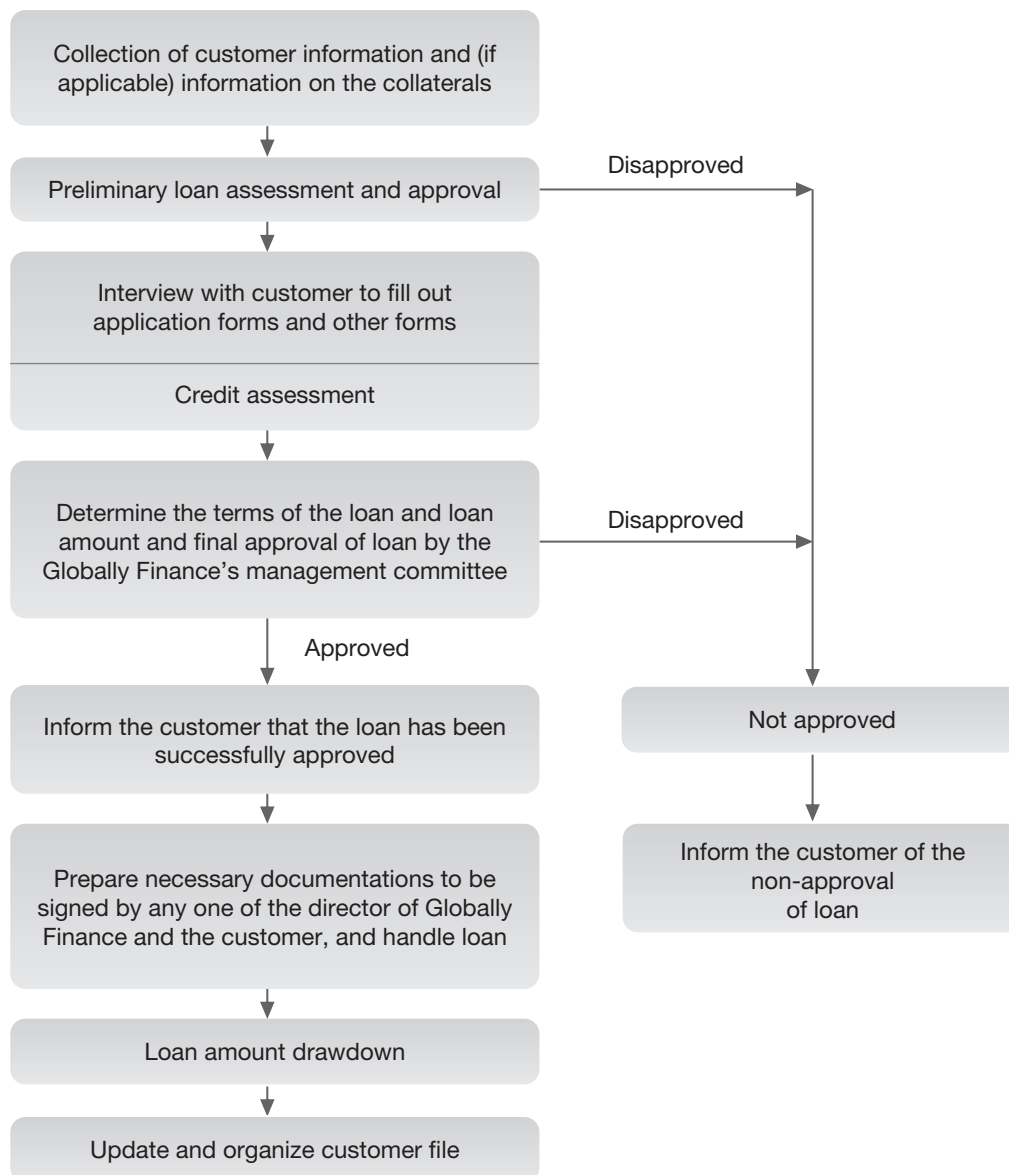 Collection of customer information and (if
applicable) information on the collaterals
Preliminary loan assessment and approval
Disapproved
Interview with customer to fill out
application forms and other forms
Credit assessment
Determine the terms of the loan and loan
amount and final approval of loan by the
Globally Finance’s management committee
Disapproved
Approved
Inform the customer that the loan has been
successfully approved
Not approved
Prepare necessary documentations to be
signed by any one of the director of Globally
Finance and the customer, and handle loan
Inform the customer of the
non-approval
of loan
Loan amount drawdown
Update and organize customer file